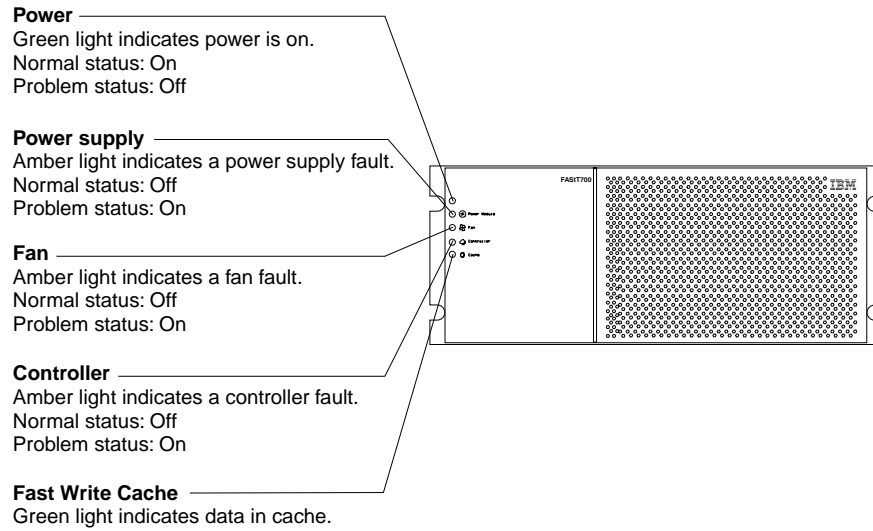 Power
Green light indicates power is on.
Normal status: On
Problem status: Off
Power supply
Amber light indicates a power supply fault.
Normal status: Off
Problem status: On
Fan
Amber light indicates a fan fault.
Normal status: Off
Problem status: On
Controller
Amber light indicates a controller fault.
Normal status: Off
Problem status: On
Fast Write Cache
Green light indicates data in cache.
FAStT700
IBM
Power Module
Fan
Controller
Cache